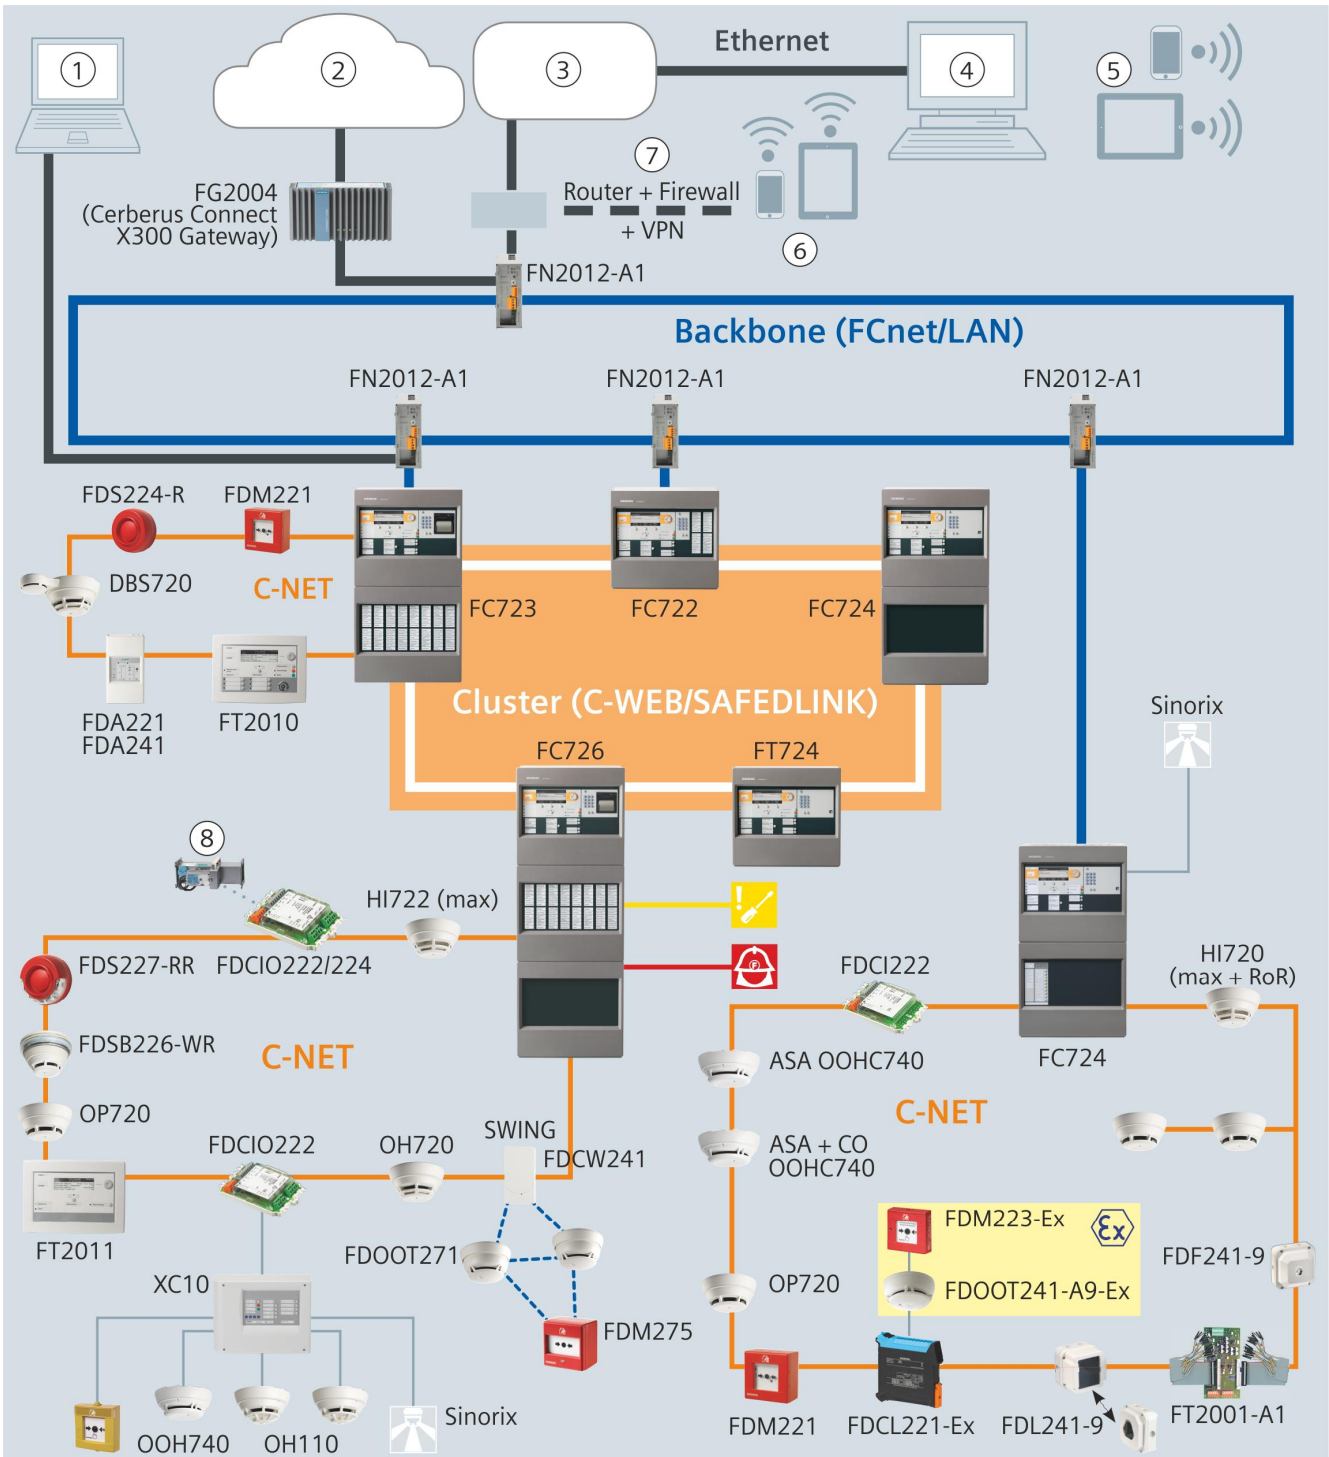 1
2
3
Ethernet
4
5
7
FG2004
(Cerberus Connect
X300 Gateway)
Router + Firewall
+ VPN
6
FN2012-A1
Backbone (FCnet/LAN)
FN2012-A1
FN2012-A1
FN2012-A1
FDS224-R
FDM221
DBS720
C-NET
FC723
FC722
FC724
FDA221
FDA241
FT2010
Cluster (C-WEB/SAFEDLINK)
Sinorix
FC726
FT724
8
HI722 (max)
FDS227-RR
FDCIO222/224
F
FDCI222
HI720
(max + RoR)
FDSB226-WR
C-NET
ASA OOHC740
FC724
OP720
C-NET
FDCIO222
OH720
SWING
FDCW241
ASA + CO
OOHC740
FDM223-Ex
Ex
FT2011
FDOOT271
FDF241-9
XC10
OP720
FDOOT241-A9-Ex
FDM275
Sinorix
OOH740
OH110
FDM221
FDCL221-Ex
FDL241-9
FT2001-A1